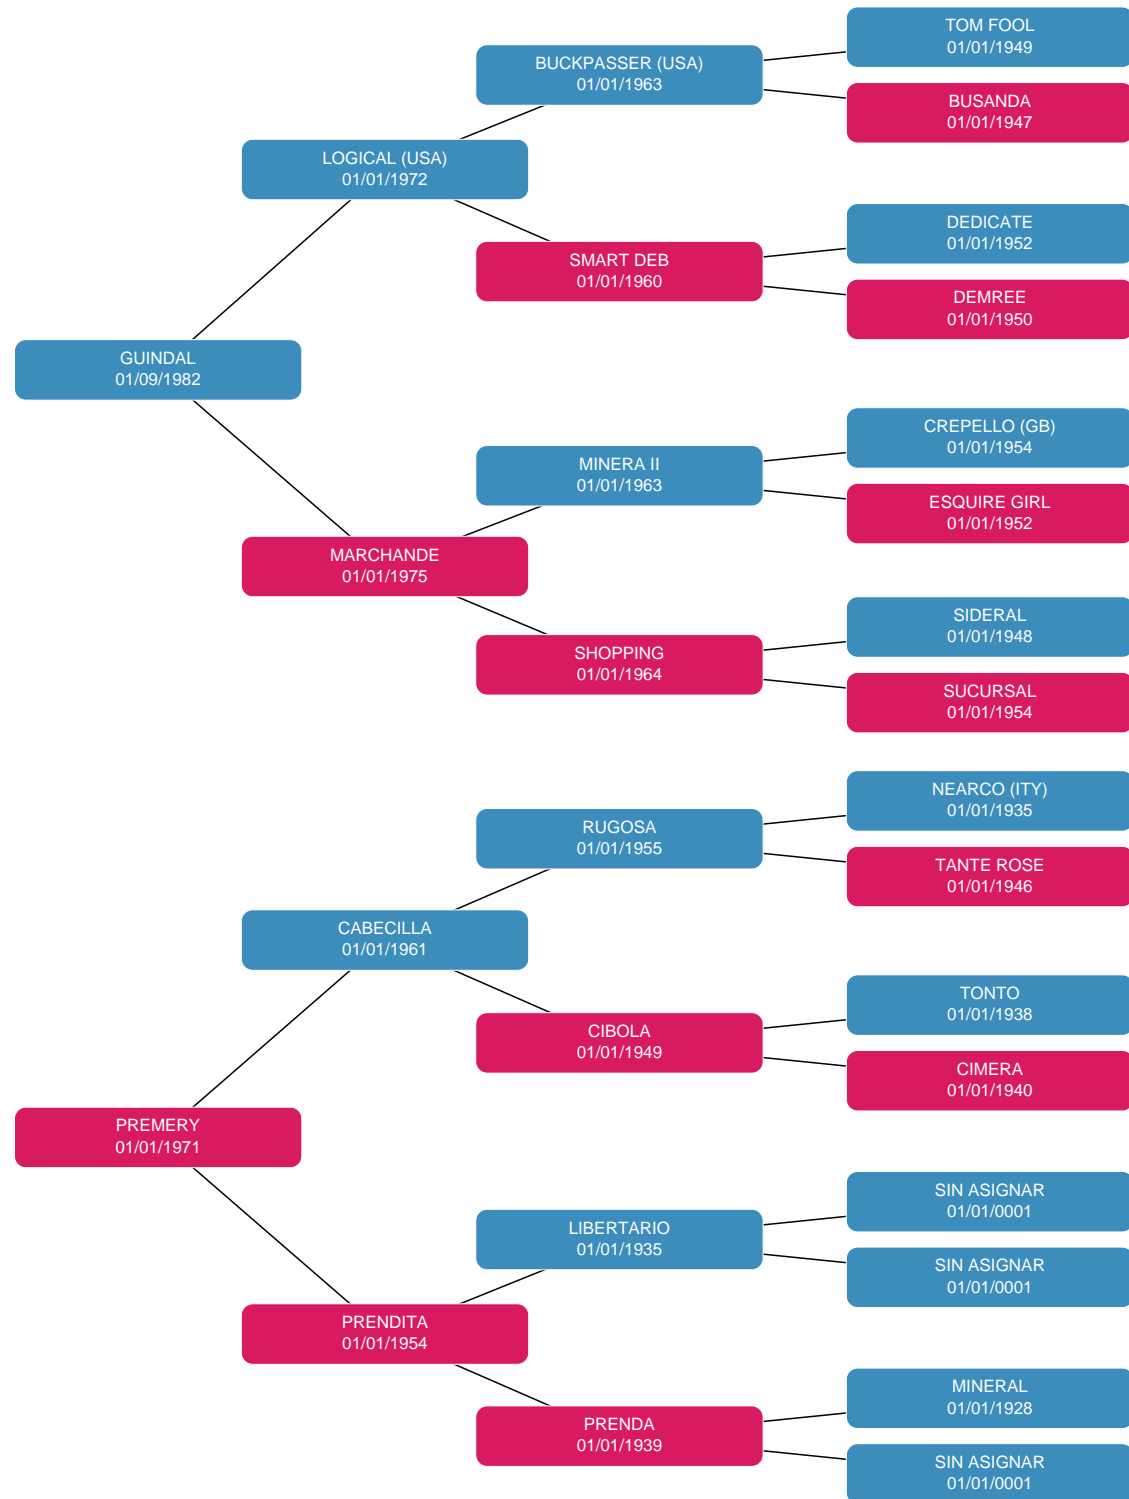 TOM FOOL
01/01/1949
BUCKPASSER (USA)
01/01/1963
BUSANDA
01/01/1947
LOGICAL (USA)
01/01/1972
DEDICATE
01/01/1952
SMART DEB
01/01/1960
DEMREE
01/01/1950
GUINDAL
01/09/1982
CREPELLO (GB)
01/01/1954
MINERA II
01/01/1963
ESQUIRE GIRL
01/01/1952
MARCHANDE
01/01/1975
SIDERAL
01/01/1948
SHOPPING
01/01/1964
SUCURSAL
01/01/1954
NEARCO (ITY)
01/01/1935
RUGOSA
01/01/1955
TANTE ROSE
01/01/1946
CABECILLA
01/01/1961
TONTO
01/01/1938
CIBOLA
01/01/1949
CIMERA
01/01/1940
PREMERY
01/01/1971
SIN ASIGNAR
01/01/0001
LIBERTARIO
01/01/1935
SIN ASIGNAR
01/01/0001
PRENDITA
01/01/1954
MINERAL
01/01/1928
PRENDA
01/01/1939
SIN ASIGNAR
01/01/0001